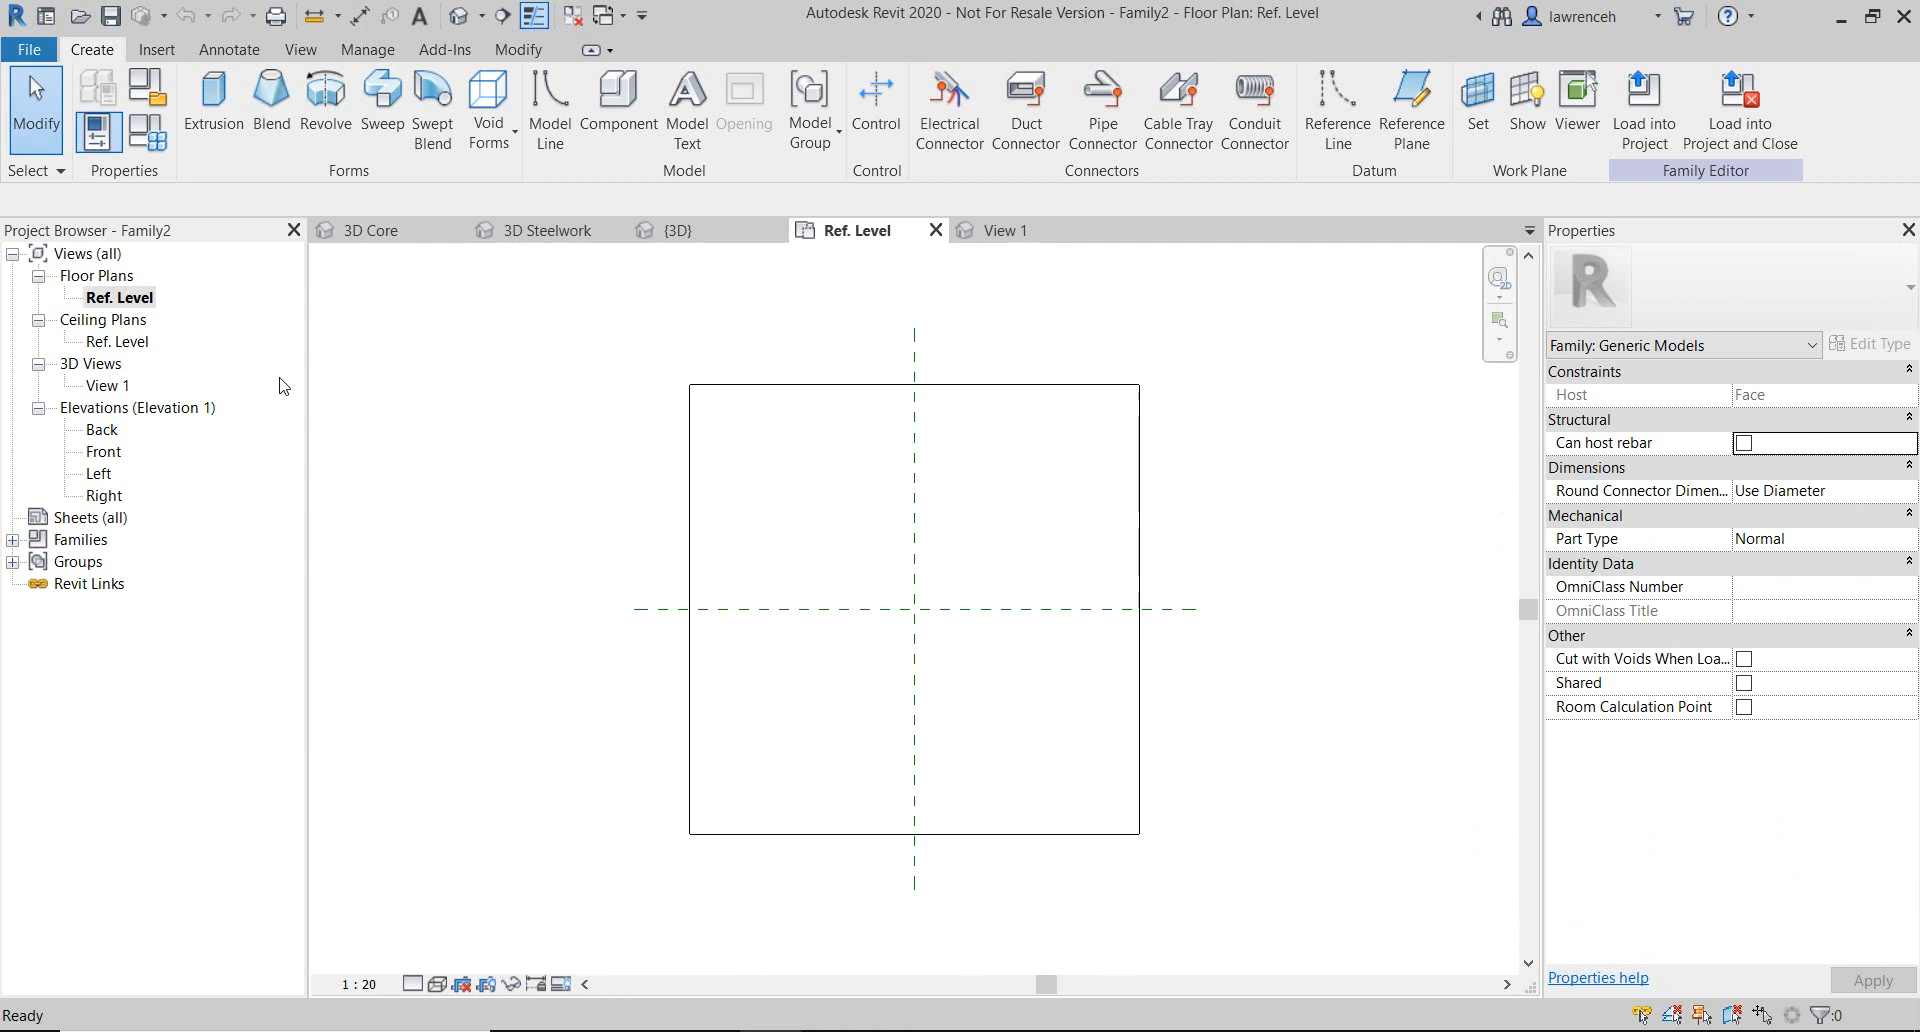 Autodesk Revit 2020 - Not For Resale Version - Family2 - Floor Plan: Ref. Level
lawrenceh
File Create Insert Annotate View Manage Add-Ins Modify
Modify
Extrusion Blend Revolve Sweep Swept Blend Void Forms
Model Line Component Model Text Opening Model Group
Control
Electrical Connector Duct Connector Pipe Connector Cable Tray Connector Conduit Connector
Reference Line Reference Plane
Set Show Viewer
Load into Project Load into Project and Close
Select Properties Forms Model Control Connectors Datum Work Plane Family Editor
Project Browser - Family2
3D Core 3D Steelwork {3D} Ref. Level View 1
Views (all)
Floor Plans
Ref. Level
Ceiling Plans
Ref. Level
3D Views
View 1
Elevations (Elevation 1)
Back
Front
Left
Right
Sheets (all)
Families
Groups
Revit Links
2D
Properties
Family: Generic Models Edit Type
Constraints
Host Face
Structural
Can host rebar
Dimensions
Round Connector Dimen... Use Diameter
Mechanical
Part Type Normal
Identity Data
OmniClass Number
OmniClass Title
Other
Cut with Voids When Loa...
Shared
Room Calculation Point
Properties help Apply
1 : 20
Ready
:0